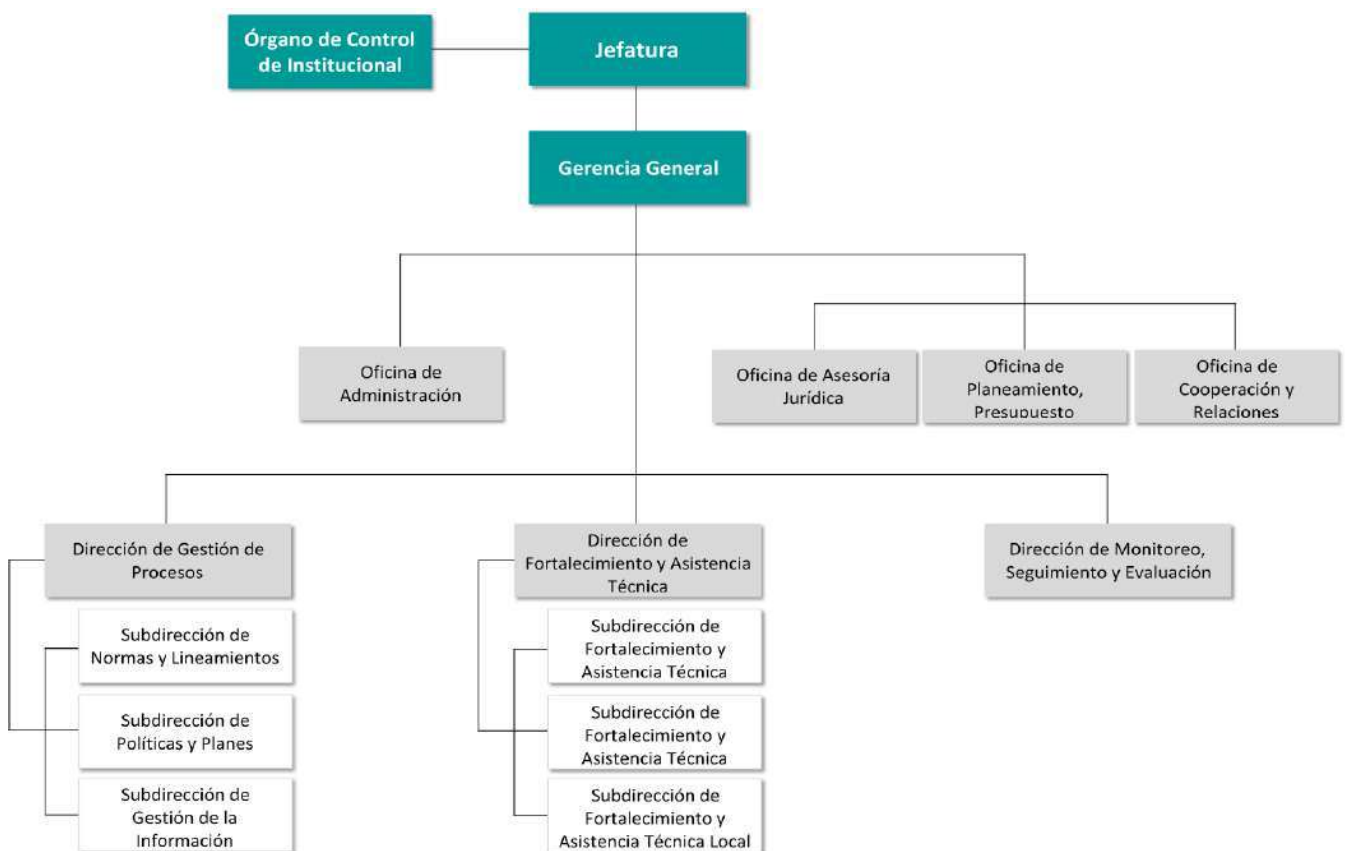 Órgano de Control
de Institucional
Jefatura
Gerencia General
Oficina de
Administración
Oficina de Asesoría
Jurídica
Oficina de
Planeamiento,
Presupuesto
Oficina de
Cooperación y
Relaciones
Dirección de Gestión de
Procesos
Dirección de
Fortalecimiento y Asistencia
Técnica
Dirección de Monitoreo,
Seguimiento y Evaluación
Subdirección de
Normas y Lineamientos
Subdirección de
Políticas y Planes
Subdirección de
Gestión de la
Información
Subdirección de
Fortalecimiento y
Asistencia Técnica
Subdirección de
Fortalecimiento y
Asistencia Técnica
Subdirección de
Fortalecimiento y
Asistencia Técnica Local